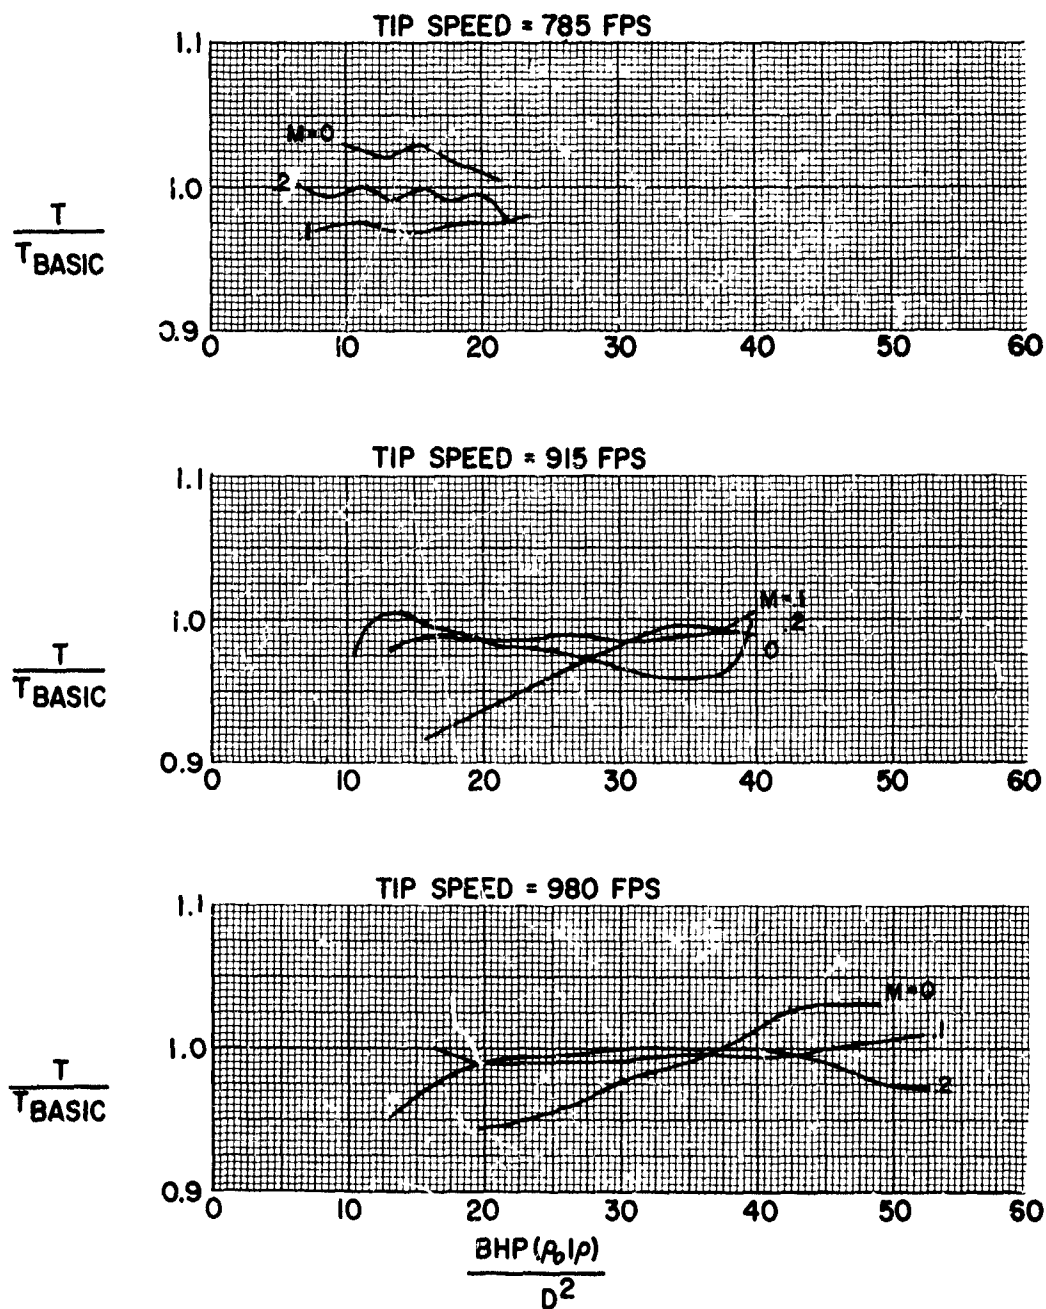 TIP SPEED = 785 FPS
1.1
M=0
1.0
.2
.1
T
T BASIC
0.9
0 10 20 30 40 50 60
TIP SPEED = 915 FPS
1.1
M=.1
1.0
.2
0
T
T BASIC
0.9
0 10 20 30 40 50 60
TIP SPEED = 980 FPS
1.1
M=0
.1
1.0
.2
T
T BASIC
0.9
0 10 20 30 40 50 60
BHP (ρ₀/ρ)
D²